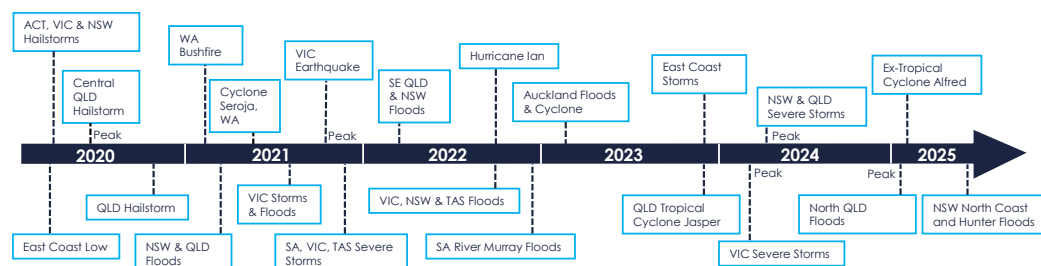 ACT, VIC & NSW
Hailstorms
Central
QLD
Hailstorm
Peak
WA
Bushfire
Cyclone
Seroja,
WA
VIC
Earthquake
Peak
SE QLD
& NSW
Floods
Hurricane Ian
Auckland Floods
& Cyclone
East Coast
Storms
NSW & QLD
Severe Storms
Peak
Ex-Tropical
Cyclone Alfred
2020
2021
2022
2023
2024
2025
East Coast Low
QLD Hailstorm
NSW & QLD
Floods
VIC Storms
& Floods
SA, VIC, TAS Severe
Storms
VIC, NSW & TAS Floods
SA River Murray Floods
QLD Tropical
Cyclone Jasper
Peak
VIC Severe Storms
Peak
North QLD
Floods
NSW North Coast
and Hunter Floods